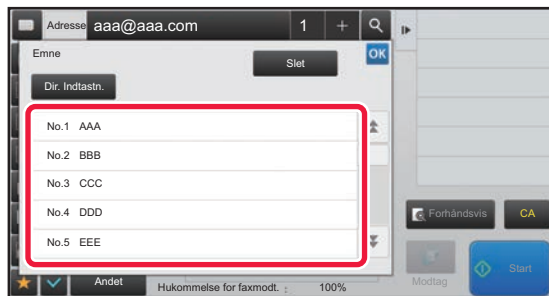 Adresse aaa@aaa.com 1 +
Emne
OK
Slet
Dir. Indtastn.
No.1 AAA
No.2 BBB
No.3 CCC
No.4 DDD
No.5 EEE
Forhåndsvis CA
Andet
Hukommelse for faxmodt. : 100%
Modtag
Start